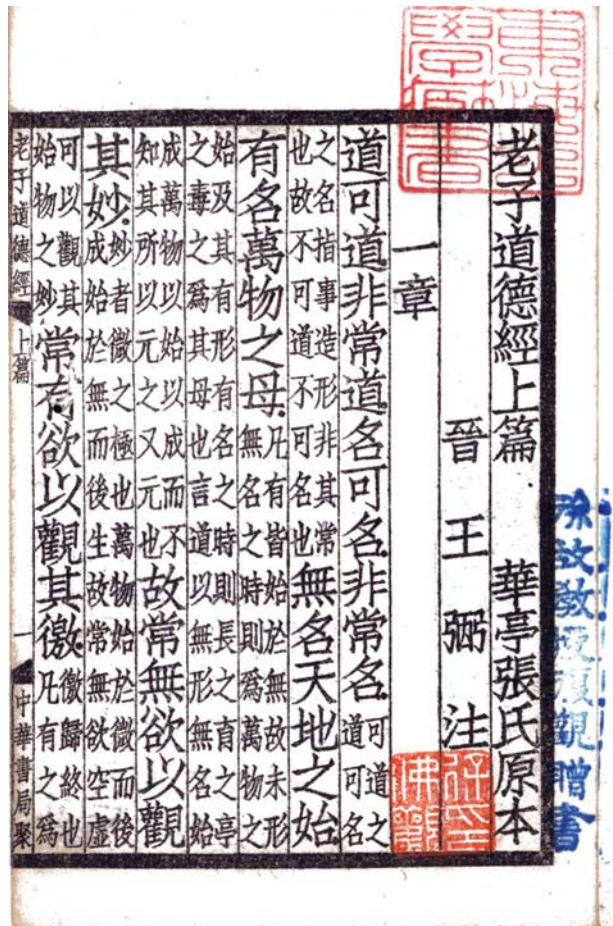 老子道德經上篇　華亭張氏原本
晉王弼注
一章
道可道非常道名可名非常名可道之道可名
之名指事造形非其常也故不可道不可名也無名天地之始
有名萬物之母凡有皆始於無故未形無名之時則爲萬物之
始及其有形有名之時則長之育之亭之毒之爲其母也言道以無形無名始
成萬物以始以成而不知其所以元之又元也故常無欲以觀
其妙妙者微之極也萬物始於微而後成始於無而後生故常無欲空虛
可以觀其始物之妙常有欲以觀其徼徼歸終也凡有之爲
老子道德經　上篇　一　中華書局聚
徐故教授復觀贈書